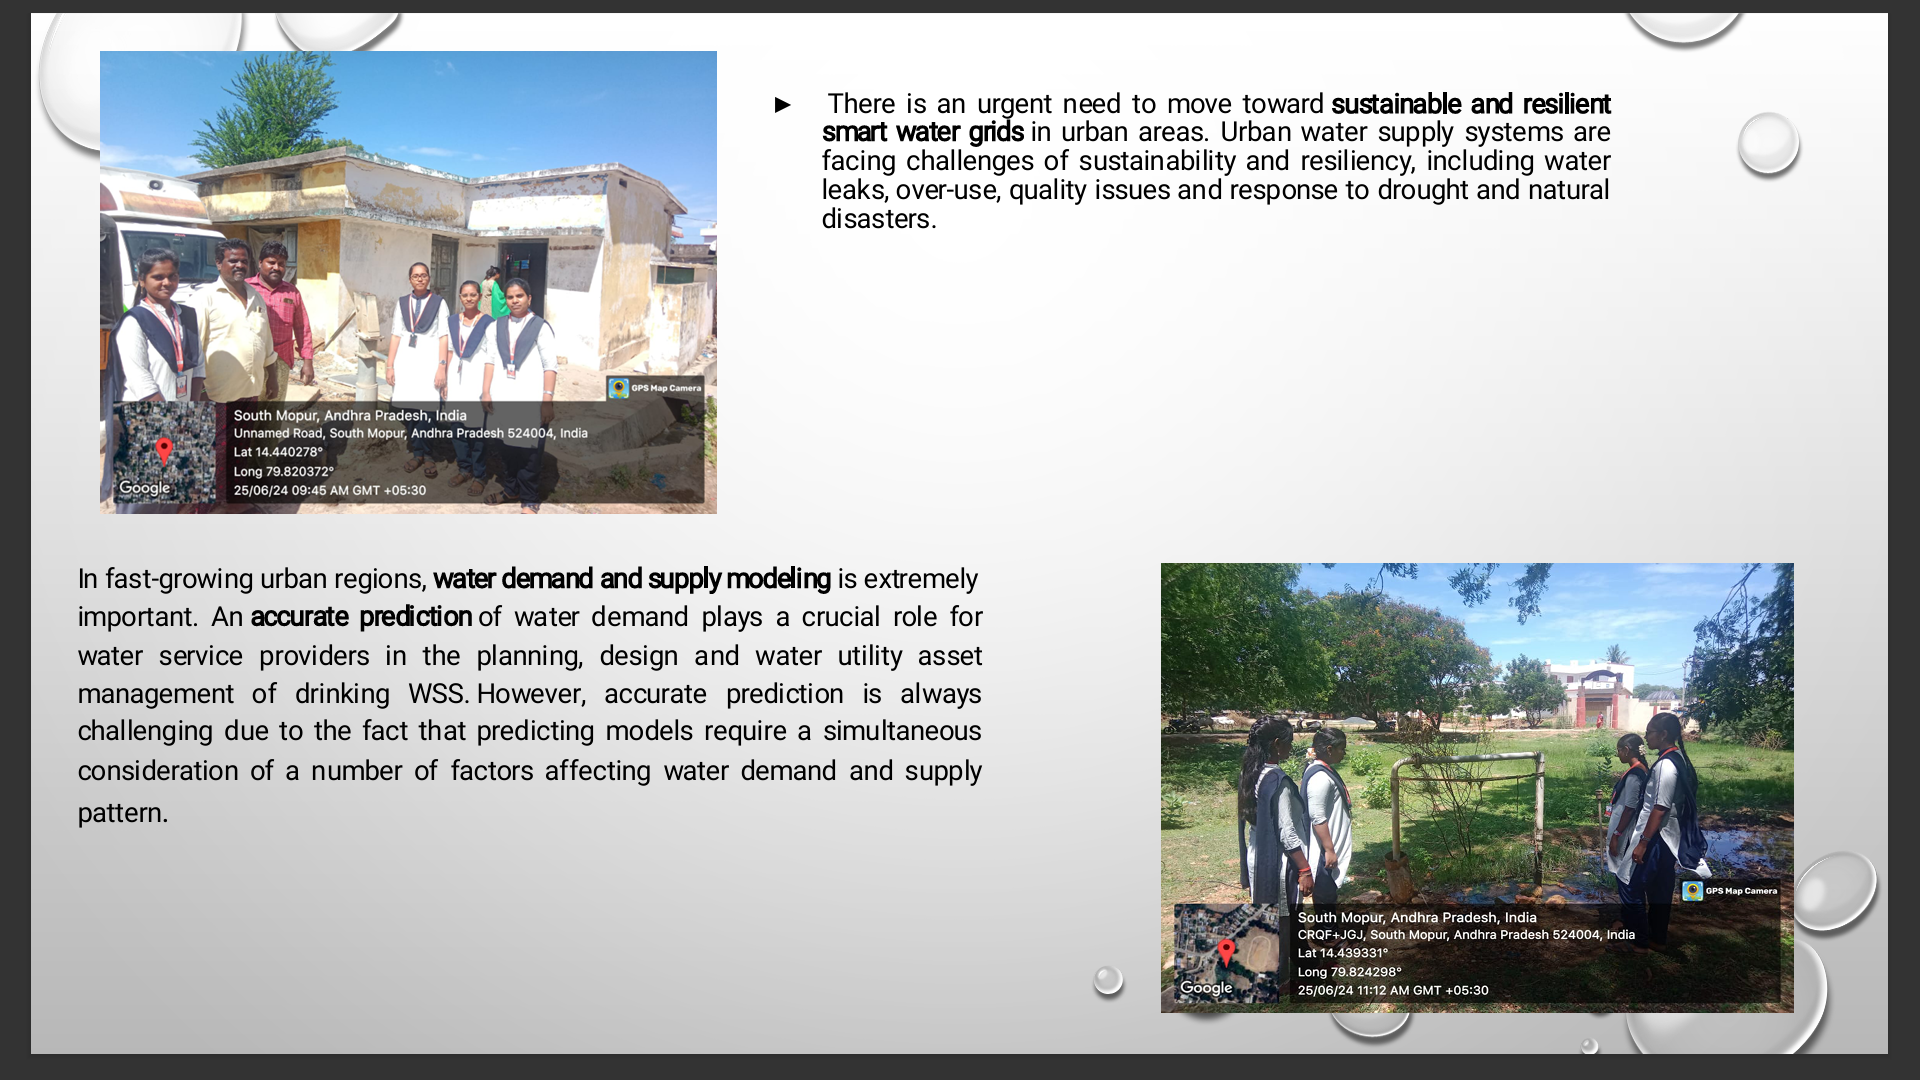 ► There is an urgent need to move toward sustainable and resilient
smart water grids in urban areas. Urban water supply systems are
facing challenges of sustainability and resiliency, including water
leaks, over-use, quality issues and response to drought and natural
disasters.
GPS Map Camera
South Mopur, Andhra Pradesh, India
Unnamed Road, South Mopur, Andhra Pradesh 524004, India
Lat 14.440278°
Long 79.820372°
25/06/24 09:45 AM GMT +05:30
Google
In fast-growing urban regions, water demand and supply modeling is extremely
important. An accurate prediction of water demand plays a crucial role for
water service providers in the planning, design and water utility asset
management of drinking WSS. However, accurate prediction is always
challenging due to the fact that predicting models require a simultaneous
consideration of a number of factors affecting water demand and supply
pattern.
GPS Map Camera
South Mopur, Andhra Pradesh, India
CRQF+JGJ, South Mopur, Andhra Pradesh 524004, India
Lat 14.439331°
Long 79.824298°
25/06/24 11:12 AM GMT +05:30
Google